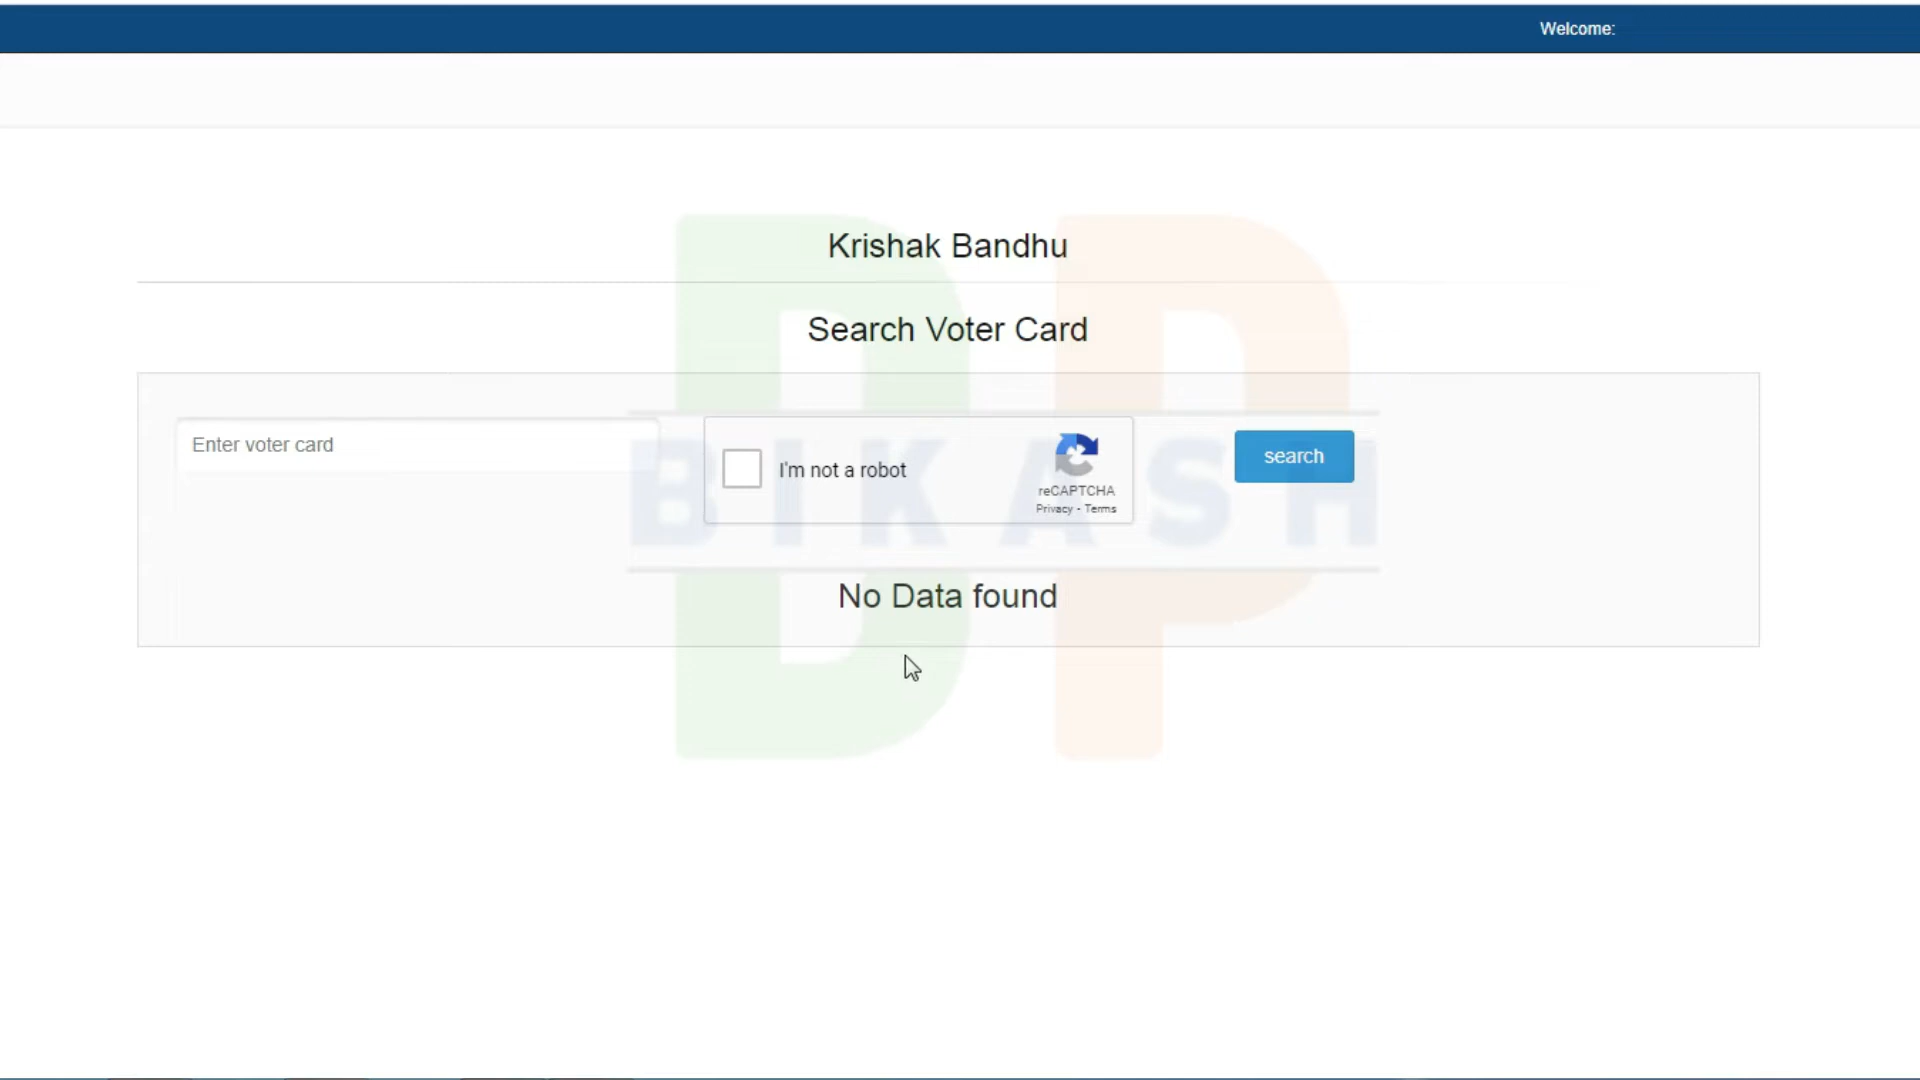 Welcome:
Krishak Bandhu
Search Voter Card
Enter voter card
I'm not a robot
reCAPTCHA
Privacy - Terms
search
BIKASH
No Data found
DP